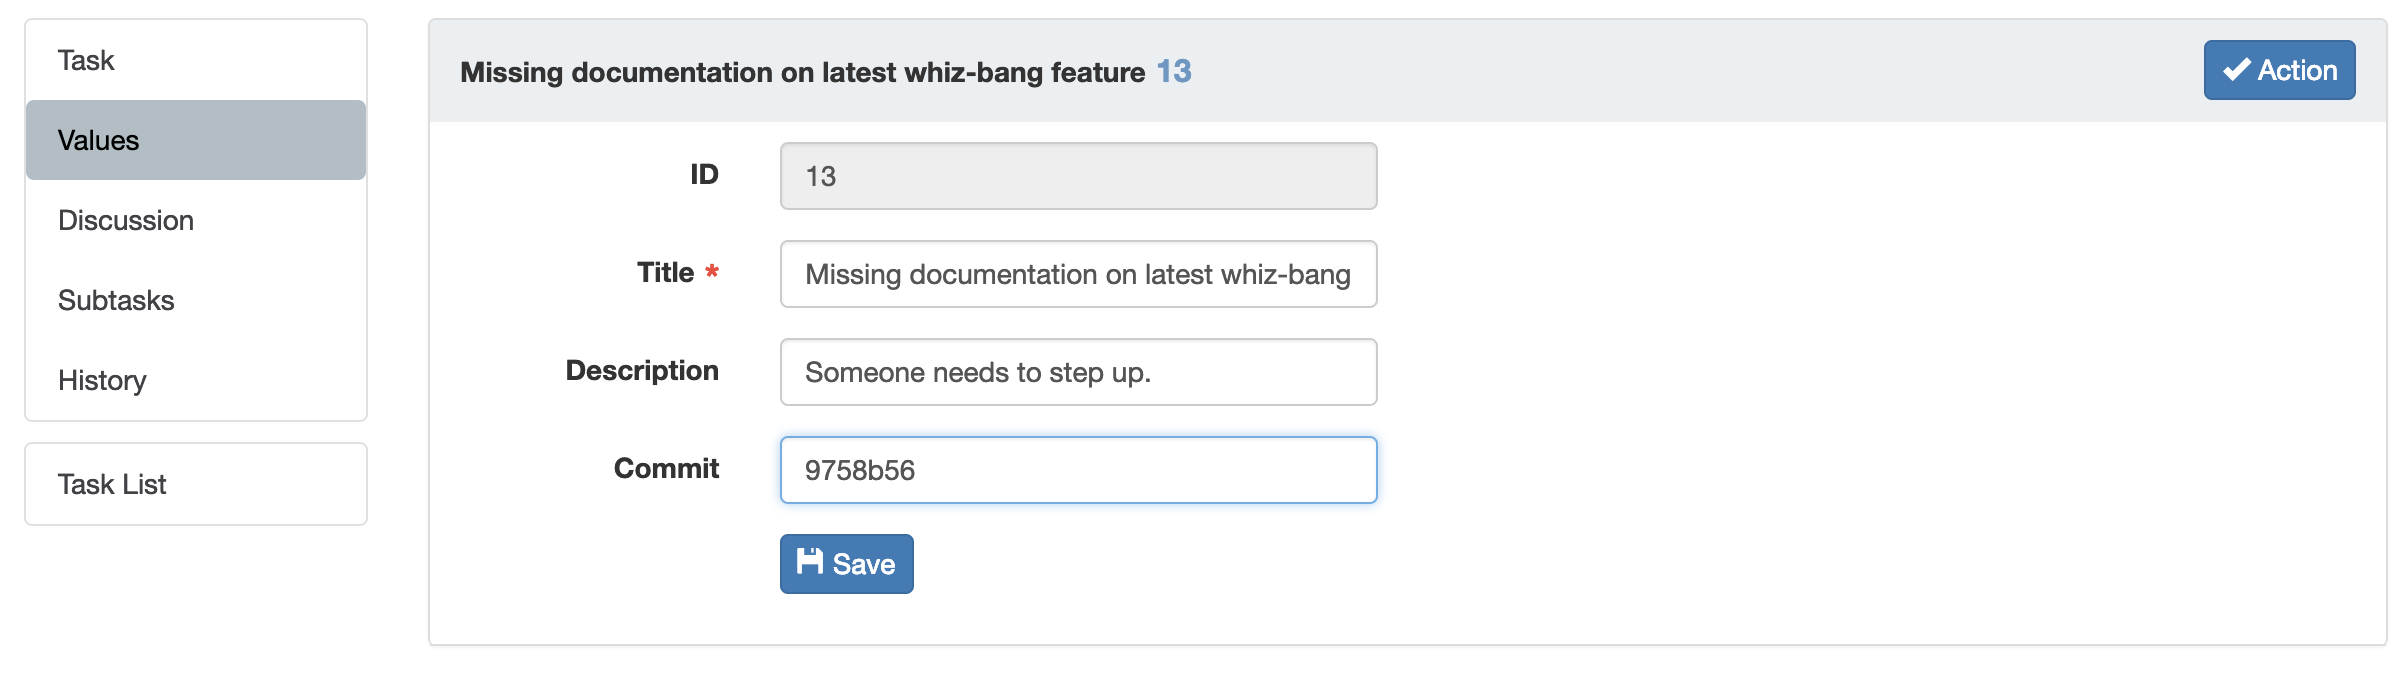 Task
Values
Discussion
Subtasks
History
Task List
Missing documentation on latest whiz-bang feature 13
Action
ID
13
Title *
Missing documentation on latest whiz-bang
Description
Someone needs to step up.
Commit
9758b56
Save